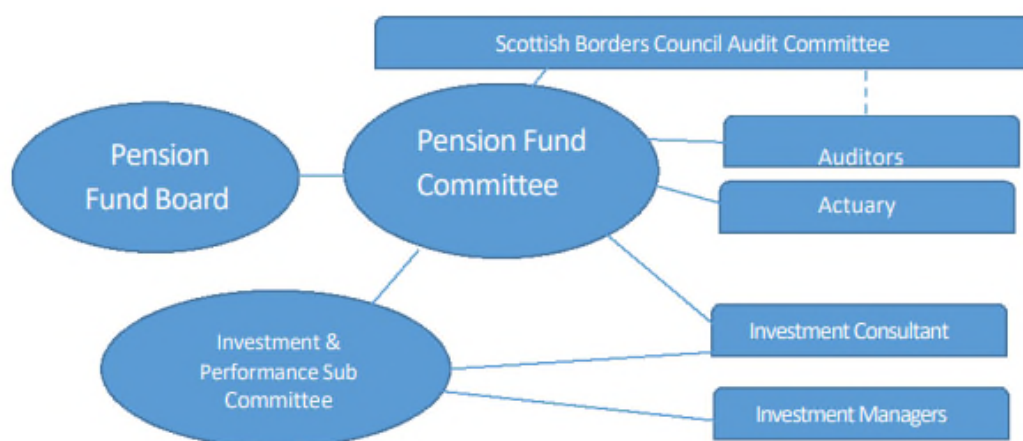 Scottish Borders Council Audit Committee
Pension
Fund Board
Pension Fund
Committee
Auditors
Actuary
Investment &
Performance Sub
Committee
Investment Consultant
Investment Managers